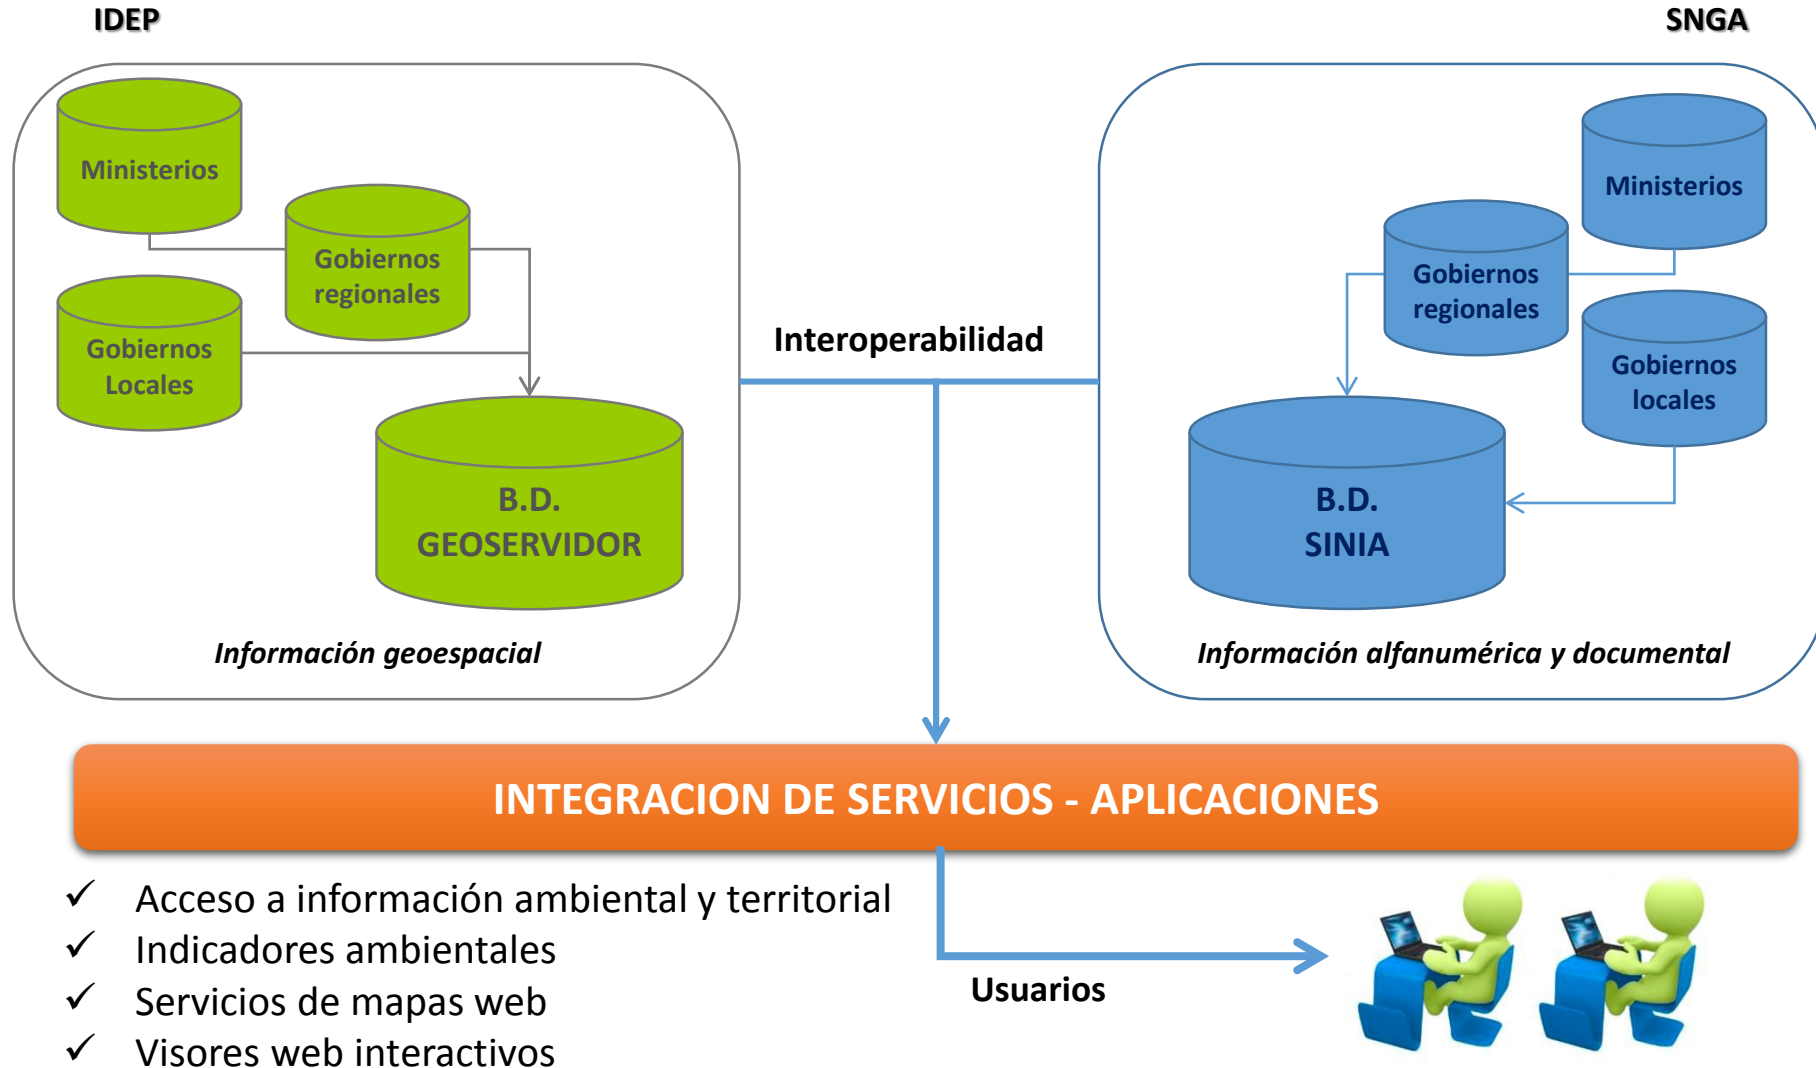 IDEP
SNGA
Ministerios
Gobiernos
regionales
Gobiernos
Locales
B.D.
GEOSERVIDOR
Información geoespacial
Interoperabilidad
Ministerios
Gobiernos
regionales
Gobiernos
locales
B.D.
SINIA
Información alfanumérica y documental
INTEGRACION DE SERVICIOS - APLICACIONES
✓ Acceso a información ambiental y territorial
✓ Indicadores ambientales
✓ Servicios de mapas web
✓ Visores web interactivos
Usuarios